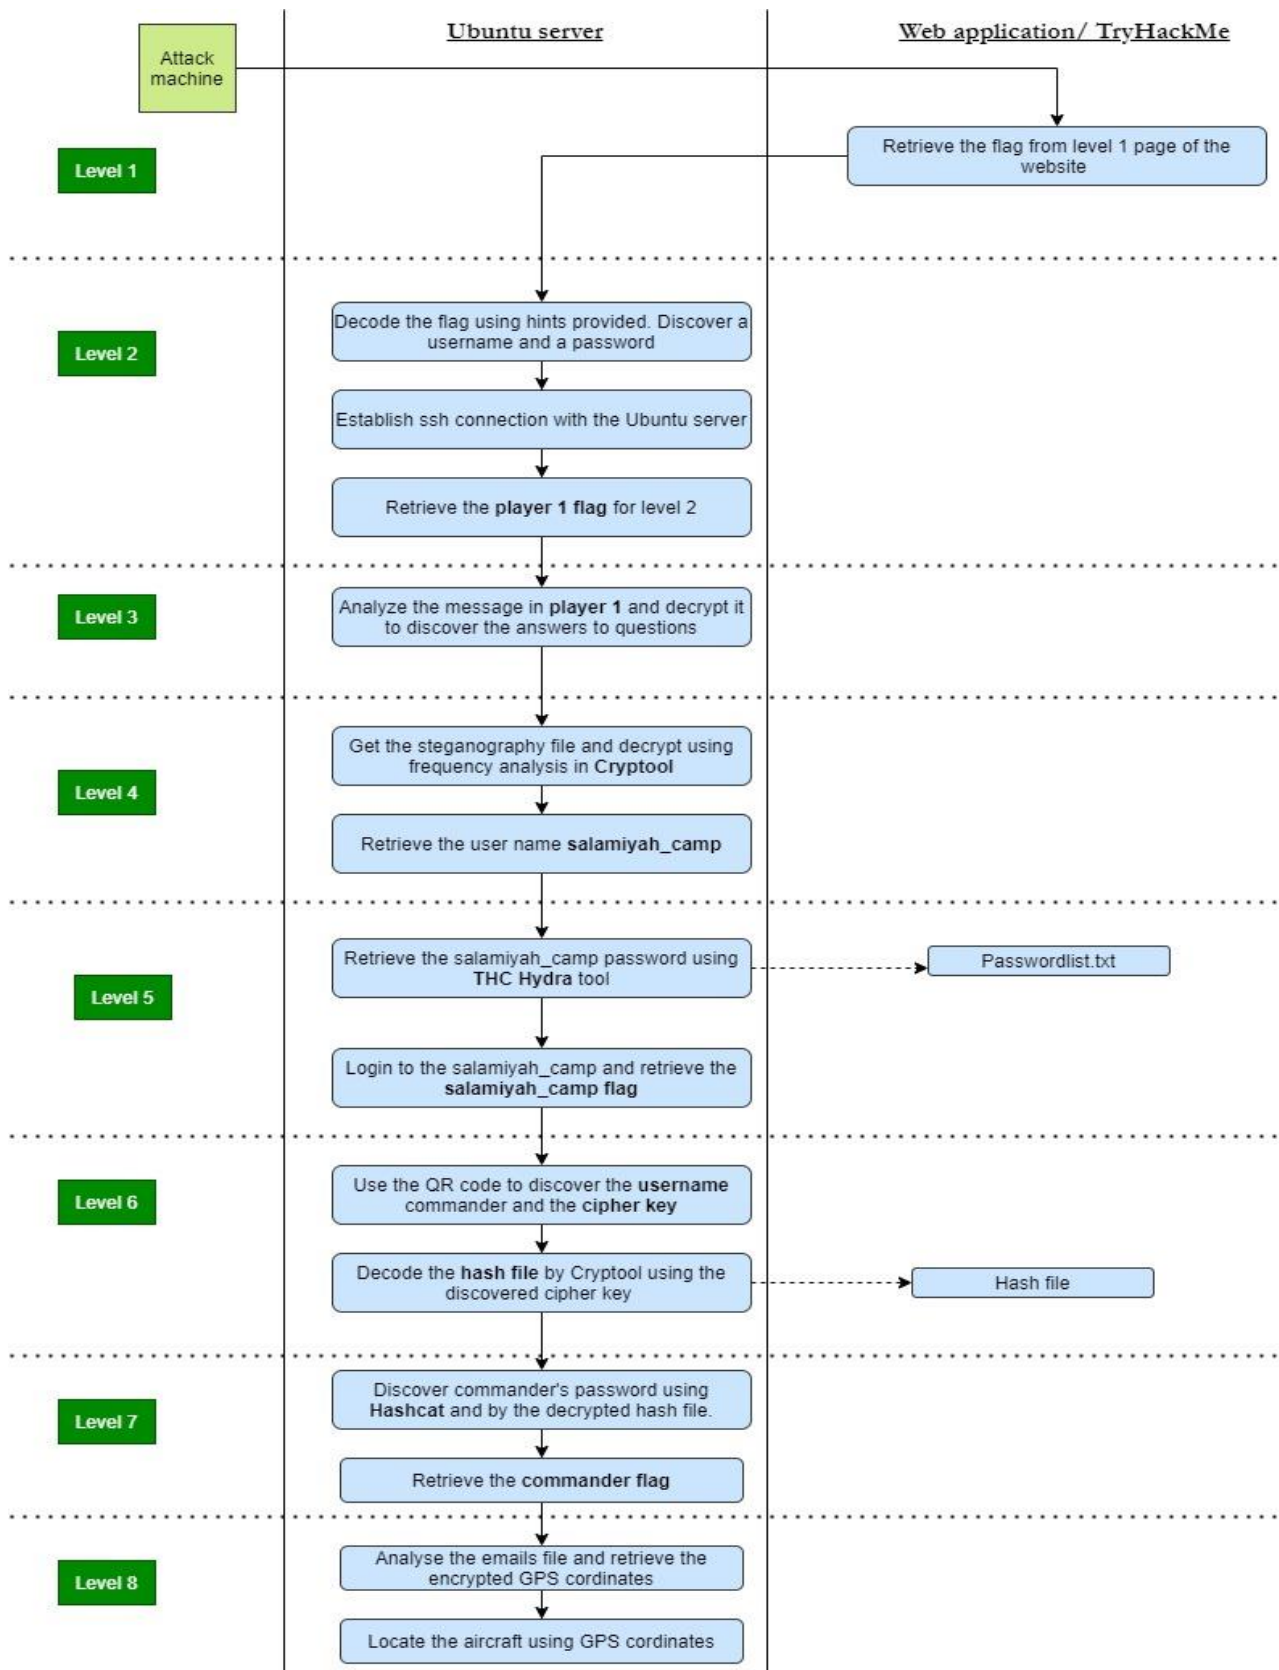 Ubuntu server
Web application/ TryHackMe
Attack
machine
Level 1
Retrieve the flag from level 1 page of the
website
Level 2
Decode the flag using hints provided. Discover a
username and a password
Establish ssh connection with the Ubuntu server
Retrieve the player 1 flag for level 2
Level 3
Analyze the message in player 1 and decrypt it
to discover the answers to questions
Level 4
Get the steganography file and decrypt using
frequency analysis in Cryptool
Retrieve the user name salamiyah_camp
Level 5
Retrieve the salamiyah_camp password using
THC Hydra tool
Passwordlist.txt
Login to the salamiyah_camp and retrieve the
salamiyah_camp flag
Level 6
Use the QR code to discover the username
commander and the cipher key
Decode the hash file by Cryptool using the
discovered cipher key
Hash file
Level 7
Discover commander's password using
Hashcat and by the decrypted hash file.
Retrieve the commander flag
Level 8
Analyse the emails file and retrieve the
encrypted GPS cordinates
Locate the aircraft using GPS cordinates